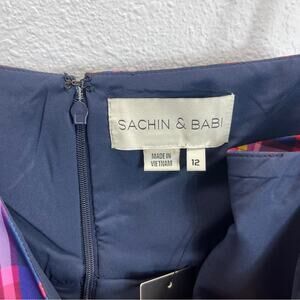 SACHIN & BABI
MADE IN
VIETNAM
12